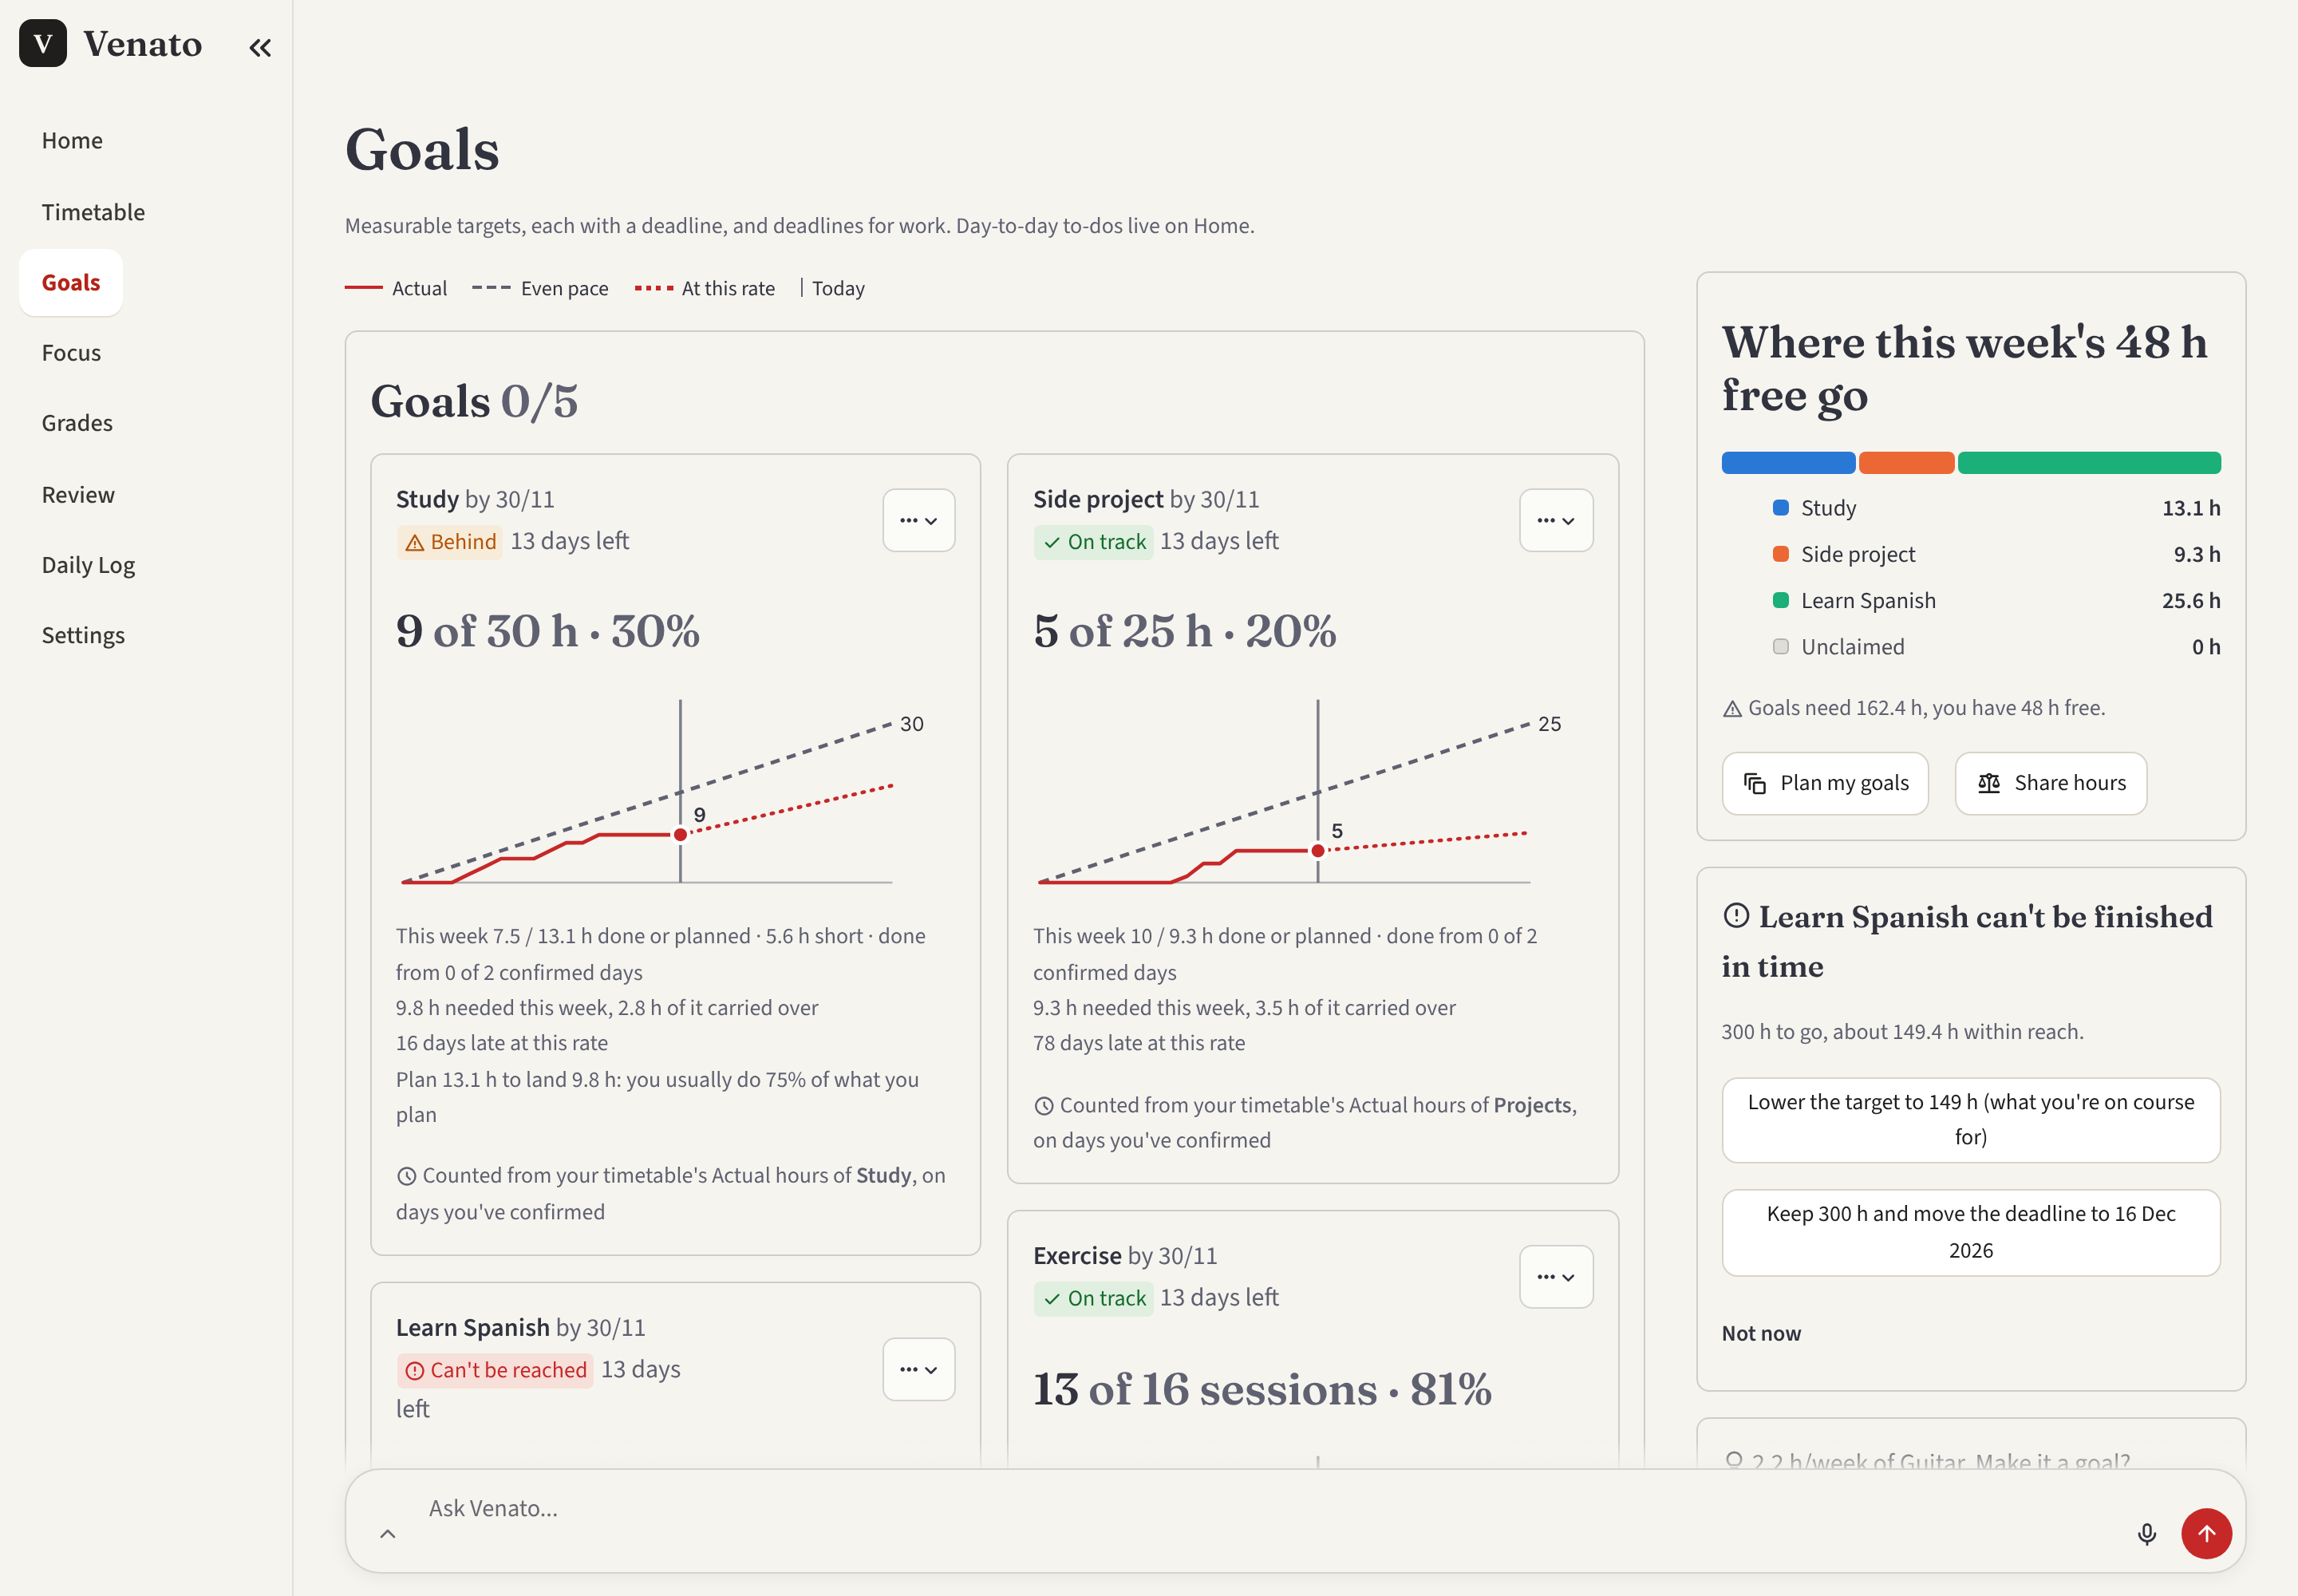 V Venato
Home
Timetable
Goals
Focus
Grades
Review
Daily Log
Settings
Goals
Measurable targets, each with a deadline, and deadlines for work. Day-to-day to-dos live on Home.
Actual Even pace At this rate Today
Goals 0/5
Study by 30/11
Behind 13 days left
9 of 30 h · 30%
30
9
This week 7.5 / 13.1 h done or planned · 5.6 h short · done
from 0 of 2 confirmed days
9.8 h needed this week, 2.8 h of it carried over
16 days late at this rate
Plan 13.1 h to land 9.8 h: you usually do 75% of what you
plan
Counted from your timetable's Actual hours of Study, on
days you've confirmed
Learn Spanish by 30/11
Can't be reached 13 days
left
Side project by 30/11
On track 13 days left
5 of 25 h · 20%
25
5
This week 10 / 9.3 h done or planned · done from 0 of 2
confirmed days
9.3 h needed this week, 3.5 h of it carried over
78 days late at this rate
Counted from your timetable's Actual hours of Projects,
on days you've confirmed
Exercise by 30/11
On track 13 days left
13 of 16 sessions · 81%
Where this week's 48 h
free go
Study 13.1 h
Side project 9.3 h
Learn Spanish 25.6 h
Unclaimed 0 h
Goals need 162.4 h, you have 48 h free.
Plan my goals Share hours
Learn Spanish can't be finished
in time
300 h to go, about 149.4 h within reach.
Lower the target to 149 h (what you're on course
for)
Keep 300 h and move the deadline to 16 Dec
2026
Not now
2.2 h/week of Guitar. Make it a goal?
Ask Venato...